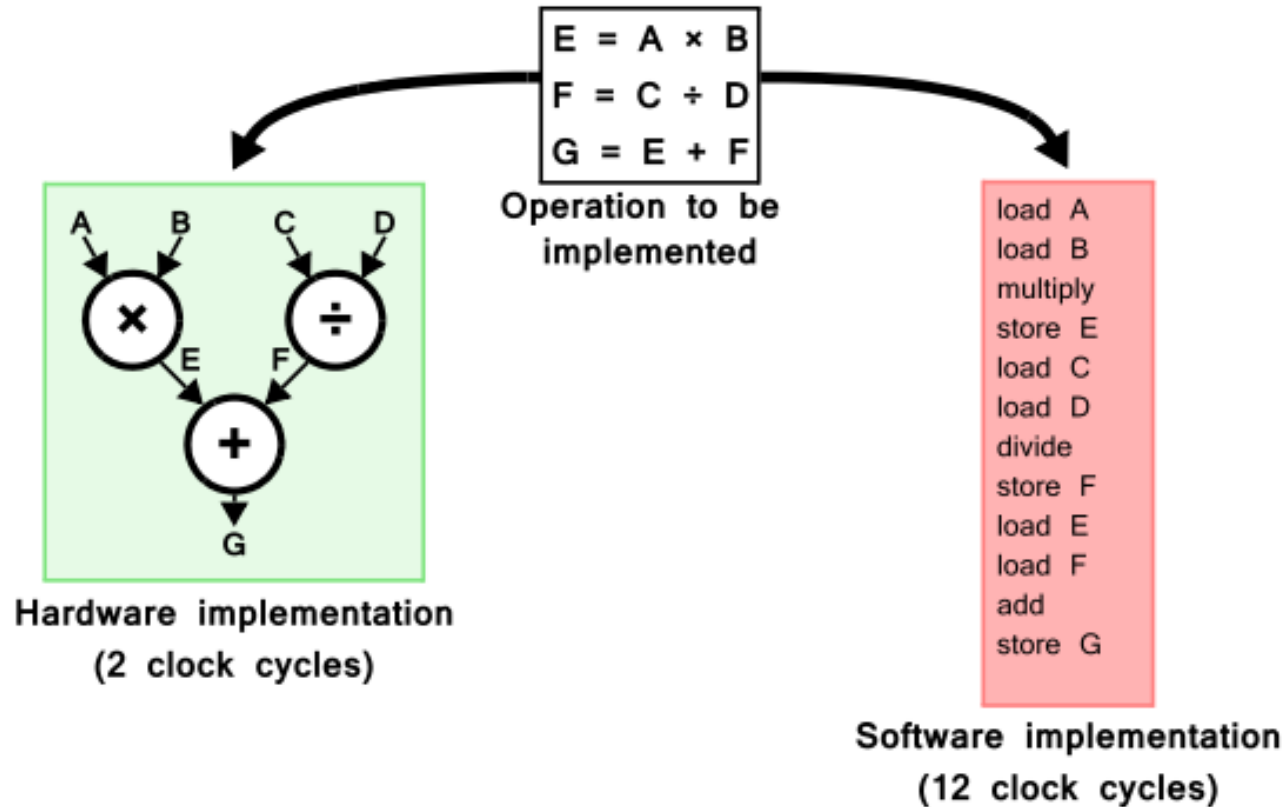 E = A × B
F = C ÷ D
G = E + F
Operation to be
implemented
A B C D
× ÷
E F
+
G
Hardware implementation
(2 clock cycles)
load A
load B
multiply
store E
load C
load D
divide
store F
load E
load F
add
store G
Software implementation
(12 clock cycles)